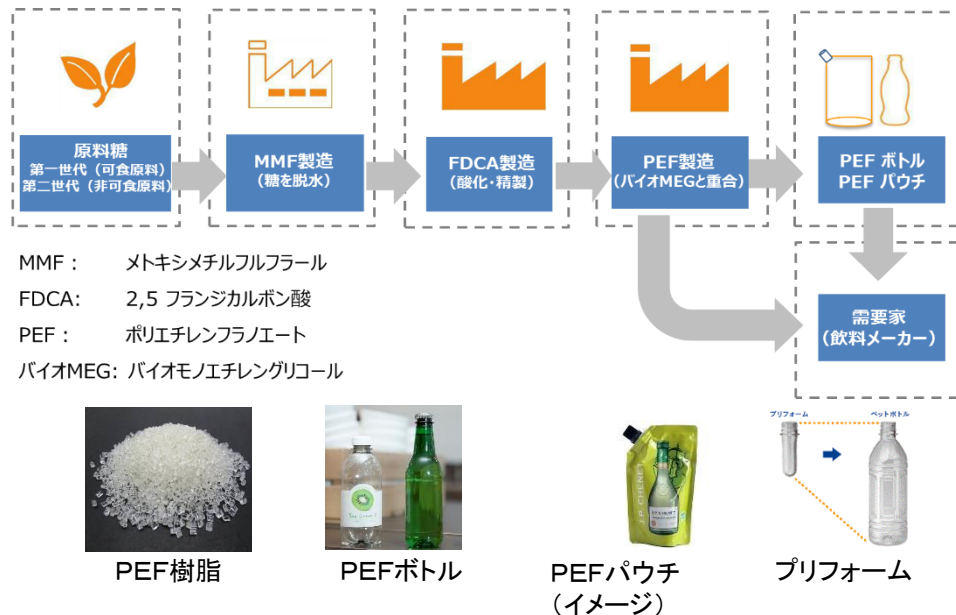 原料糖
第一世代（可食原料）
第二世代（非可食原料）
MMF製造
（糖を脱水）
FDCA製造
（酸化・精製）
PEF製造
（バイオMEGと重合）
PEF ボトル
PEF パウチ
需要家
（飲料メーカー）
MMF： メトキシメチルフルフラール
FDCA: 2,5 フランジカルボン酸
PEF： ポリエチレンフラノエート
バイオMEG: バイオモノエチレングリコール
J.P. CHENET
プリフォーム
ペットボトル
PEF樹脂
PEFボトル
PEFパウチ
（イメージ）
プリフォーム